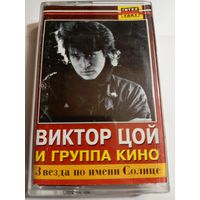 ВИКТОР ЦОЙ
И ГРУППА КИНО
Звезда по имени Солнце